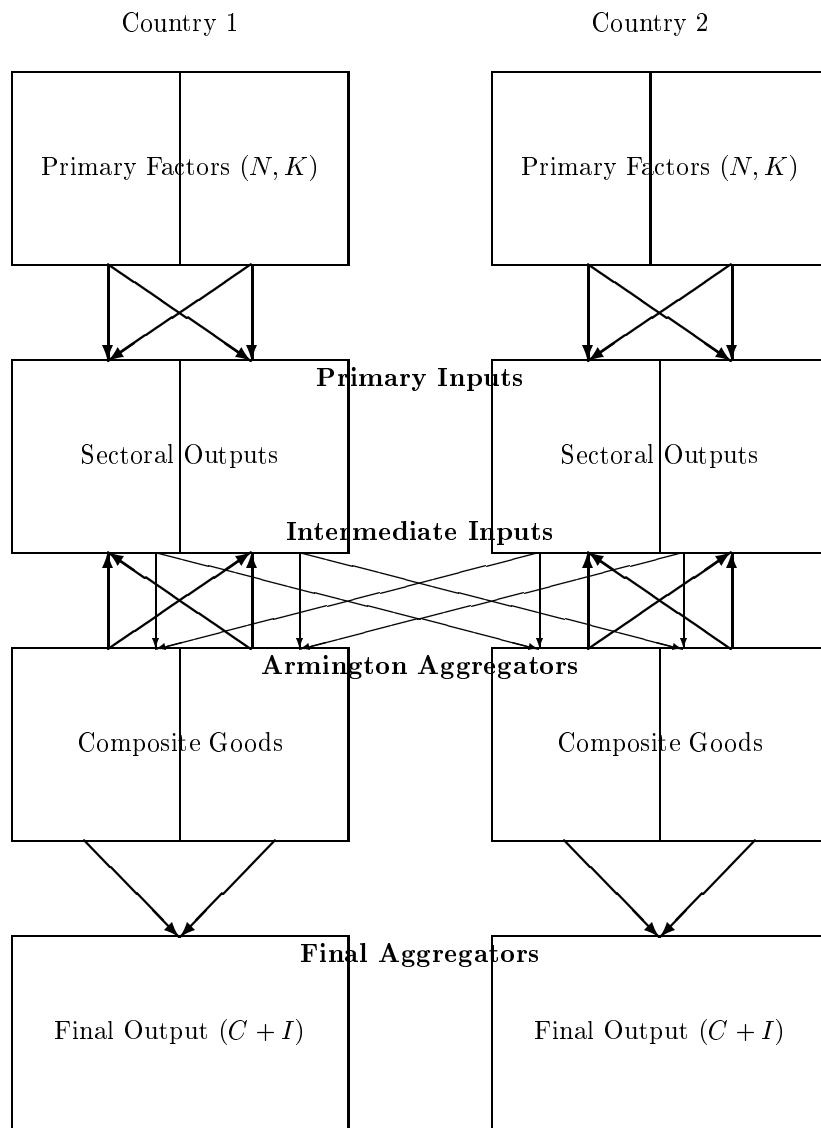 Country 1 Country 2
Primary Factors (N, K) Primary Factors (N, K)
Primary Inputs
Sectoral Outputs Sectoral Outputs
Intermediate Inputs
Armington Aggregators
Composite Goods Composite Goods
Final Aggregators
Final Output (C + I) Final Output (C + I)